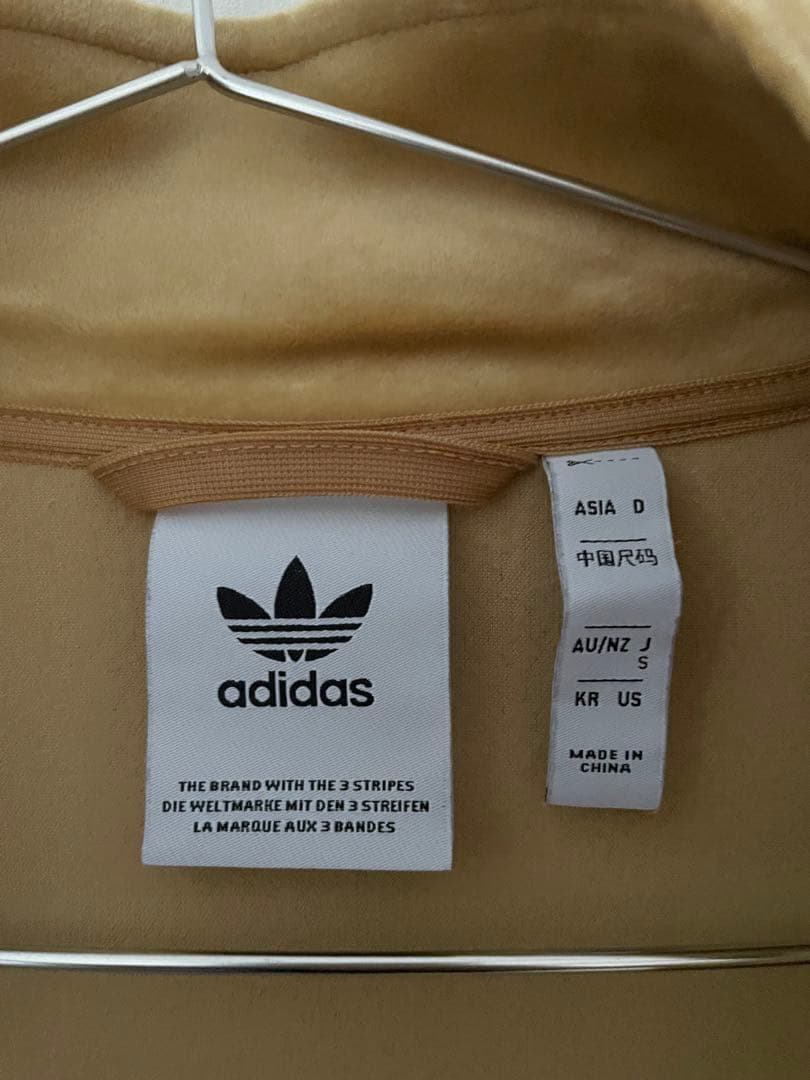 adidas
THE BRAND WITH THE 3 STRIPES
DIE WELTMARKE MIT DEN 3 STREIFEN
LA MARQUE AUX 3 BANDES
ASIA D
中国尺码
AU/NZ J
S
KR US
MADE IN
CHINA